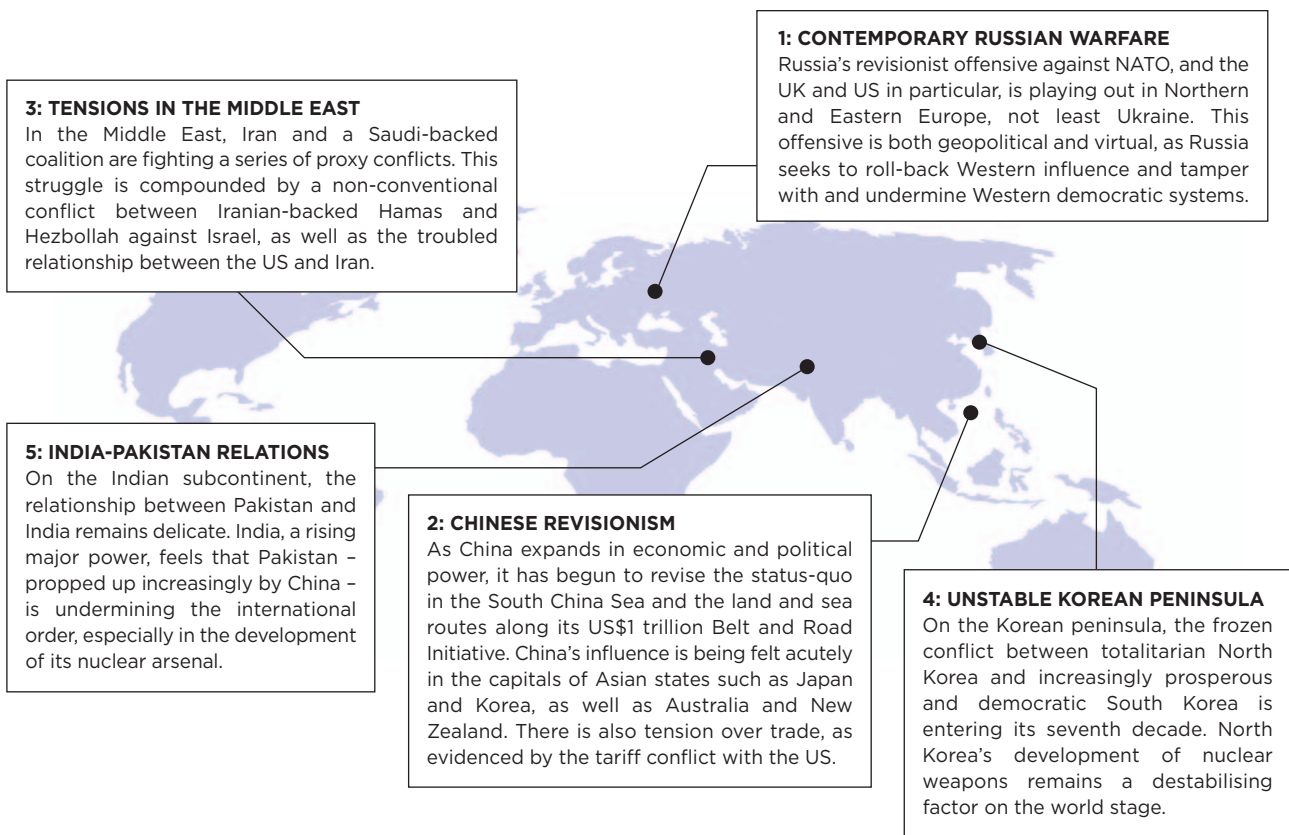 1: CONTEMPORARY RUSSIAN WARFARE
Russia’s revisionist offensive against NATO, and the
UK and US in particular, is playing out in Northern
and Eastern Europe, not least Ukraine. This
offensive is both geopolitical and virtual, as Russia
seeks to roll-back Western influence and tamper
with and undermine Western democratic systems.
3: TENSIONS IN THE MIDDLE EAST
In the Middle East, Iran and a Saudi-backed
coalition are fighting a series of proxy conflicts. This
struggle is compounded by a non-conventional
conflict between Iranian-backed Hamas and
Hezbollah against Israel, as well as the troubled
relationship between the US and Iran.
5: INDIA-PAKISTAN RELATIONS
On the Indian subcontinent, the
relationship between Pakistan and
India remains delicate. India, a rising
major power, feels that Pakistan –
propped up increasingly by China –
is undermining the international
order, especially in the development
of its nuclear arsenal.
2: CHINESE REVISIONISM
As China expands in economic and political
power, it has begun to revise the status-quo
in the South China Sea and the land and sea
routes along its US$1 trillion Belt and Road
Initiative. China’s influence is being felt acutely
in the capitals of Asian states such as Japan
and Korea, as well as Australia and New
Zealand. There is also tension over trade, as
evidenced by the tariff conflict with the US.
4: UNSTABLE KOREAN PENINSULA
On the Korean peninsula, the frozen
conflict between totalitarian North
Korea and increasingly prosperous
and democratic South Korea is
entering its seventh decade. North
Korea’s development of nuclear
weapons remains a destabilising
factor on the world stage.